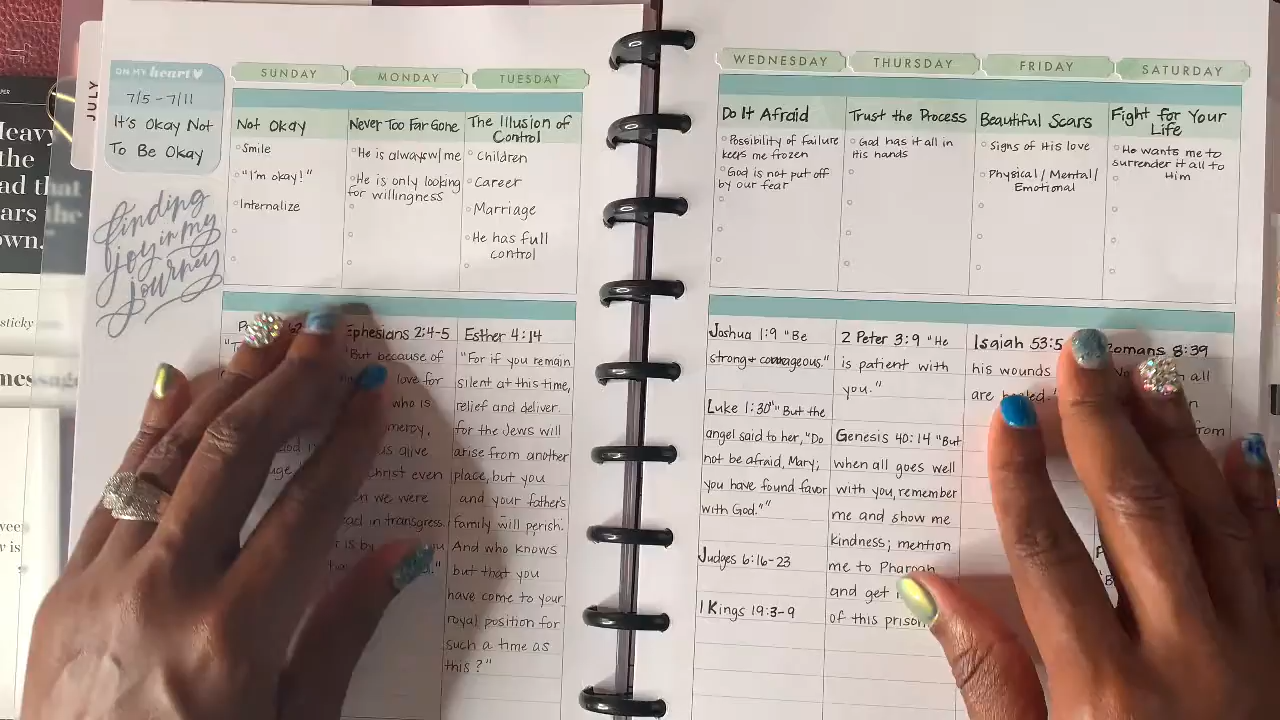 JULY
ON MY heart
7/5 - 7/11
It's Okay Not
To Be Okay
finding
joy in my
journey
SUNDAY
Not Okay
Smile
"I'm okay!"
Internalize
MONDAY
Never Too Far Gone
He is always w/ me
He is only looking
for willingness
Ephesians 2:4-5
"But because of
love for
who is
mercy,
us alive
Christ even
we were
in transgress.
is by
TUESDAY
The Illusion of
Control
Children
Career
Marriage
He has full
control
Esther 4:14
"For if you remain
silent at this time,
relief and deliver.
for the Jews will
arise from another
place, but you
and your father's
family will perish.
And who knows
but that you
have come to your
royal position for
such a time as
this?"
WEDNESDAY
Do It Afraid
Possibility of failure
keeps me frozen
God is not put off
by our fear
Joshua 1:9 "Be
strong + courageous."
Luke 1:30 "But the
angel said to her, "Do
not be afraid, Mary;
you have found favor
with God.""
Judges 6:16-23
1 Kings 19:3-9
THURSDAY
Trust the Process
God has it all in
His hands
2 Peter 3:9 "He
is patient with
you."
Genesis 40:14 "But
when all goes well
with you, remember
me and show me
kindness; mention
me to Pharoah
and get
of this prison
FRIDAY
Beautiful Scars
Signs of His love
Physical / Mental /
Emotional
Isaiah 53:5
his wounds
are healed."
SATURDAY
Fight for Your
Life
He wants me to
surrender it all to
Him
Romans 8:39
all
from
Heavy
the
sticky